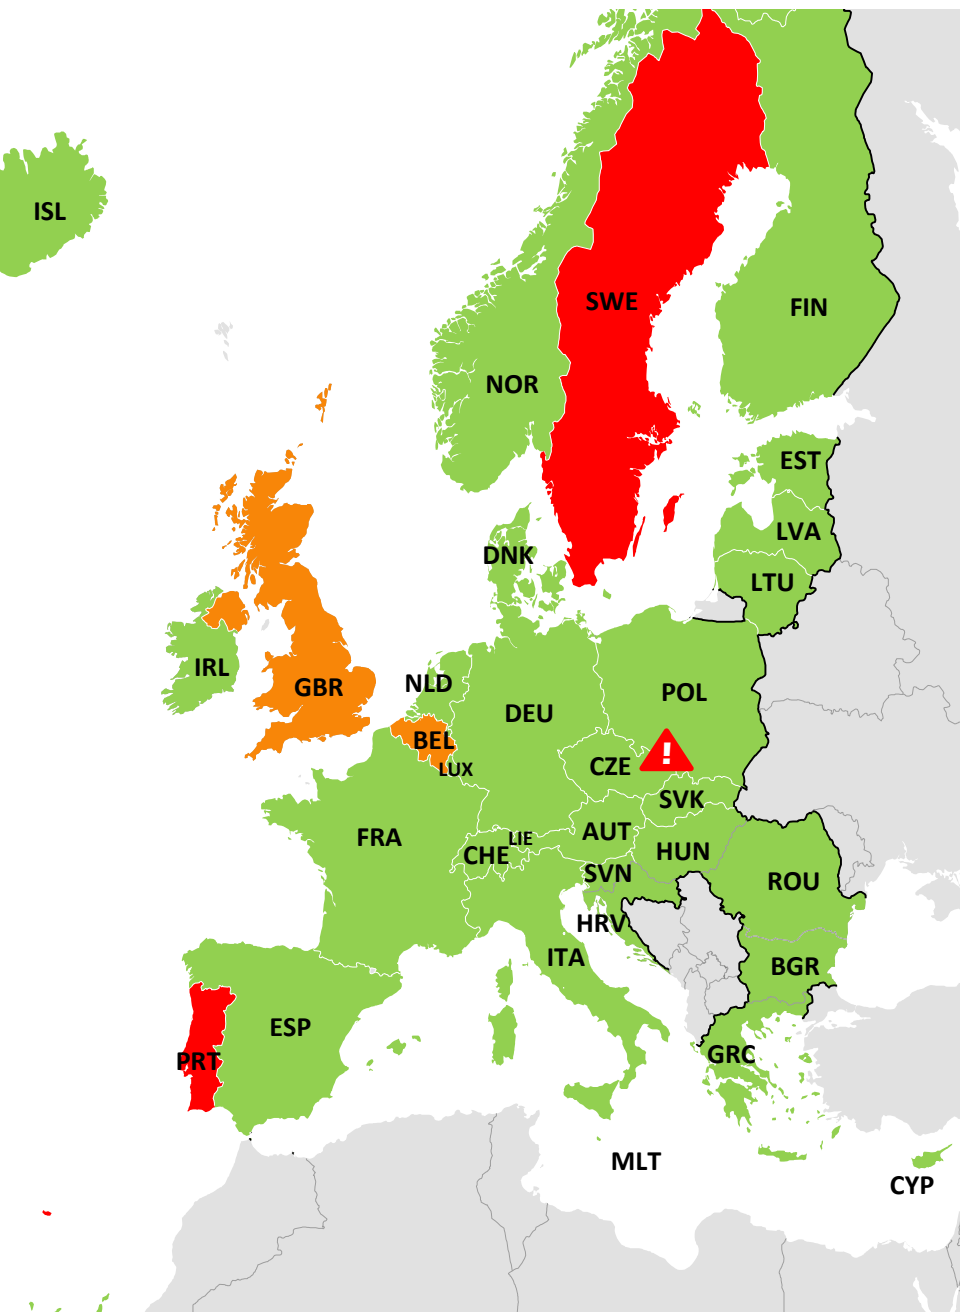 ISL
SWE
FIN
NOR
EST
LVA
DNK
LTU
IRL
GBR
NLD
POL
DEU
BEL
!
CZE
LUX
SVK
AUT
FRA
LIE
CHE
HUN
SVN
ROU
HRV
ITA
BGR
ESP
GRC
PRT
MLT
CYP